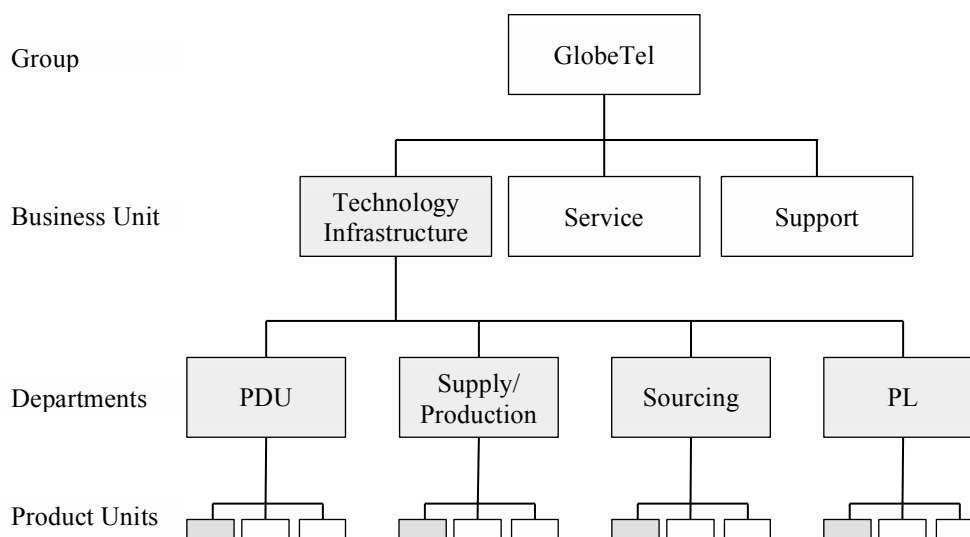 Group
GlobeTel
Business Unit
Technology
Infrastructure
Service
Support
Departments
PDU
Supply/
Production
Sourcing
PL
Product Units